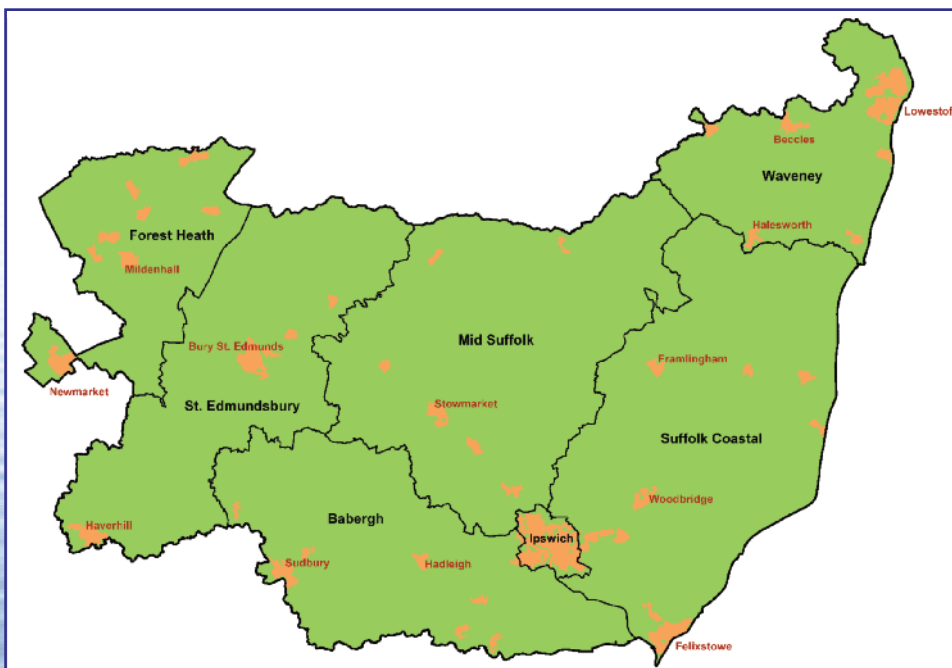 Lowestof
Beccles
Waveney
Halesworth
Forest Heath
Mildenhall
Mid Suffolk
Bury St. Edmunds
Framlingham
Newmarket
St. Edmundsbury
Stowmarket
Suffolk Coastal
Woodbridge
Babergh
Haverhill
Ipswich
Sudbury
Hadleigh
Felixstowe